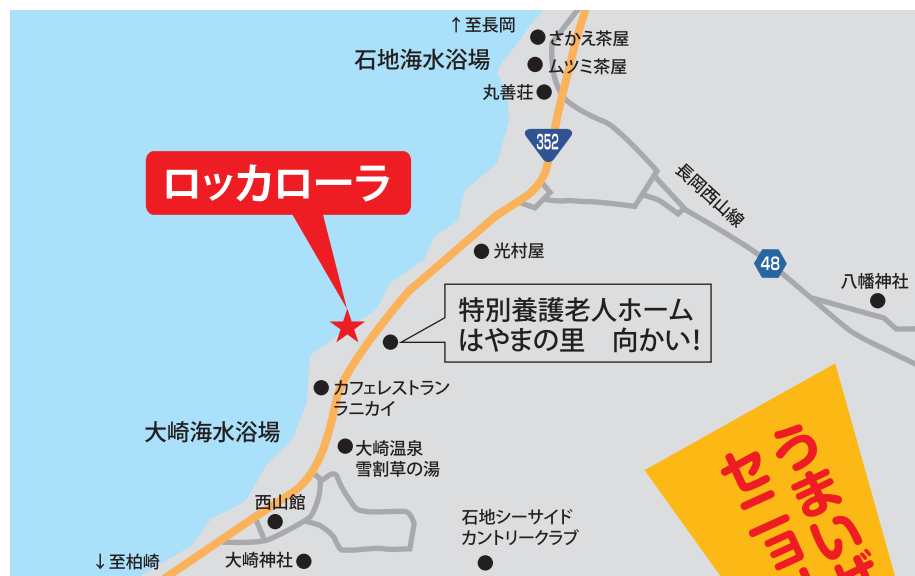 ↑至長岡
さかえ茶屋
石地海水浴場
ムツミ茶屋
丸善荘
352
ロッカローラ
長岡西山線
光村屋
48
八幡神社
特別養護老人ホーム
はやまの里 向かい!
カフェレストラン
ラニカイ
大崎海水浴場
大崎温泉
雪割草の湯
西山館
石地シーサイド
カントリークラブ
↓至柏崎
大崎神社
うまいげ
セニョ